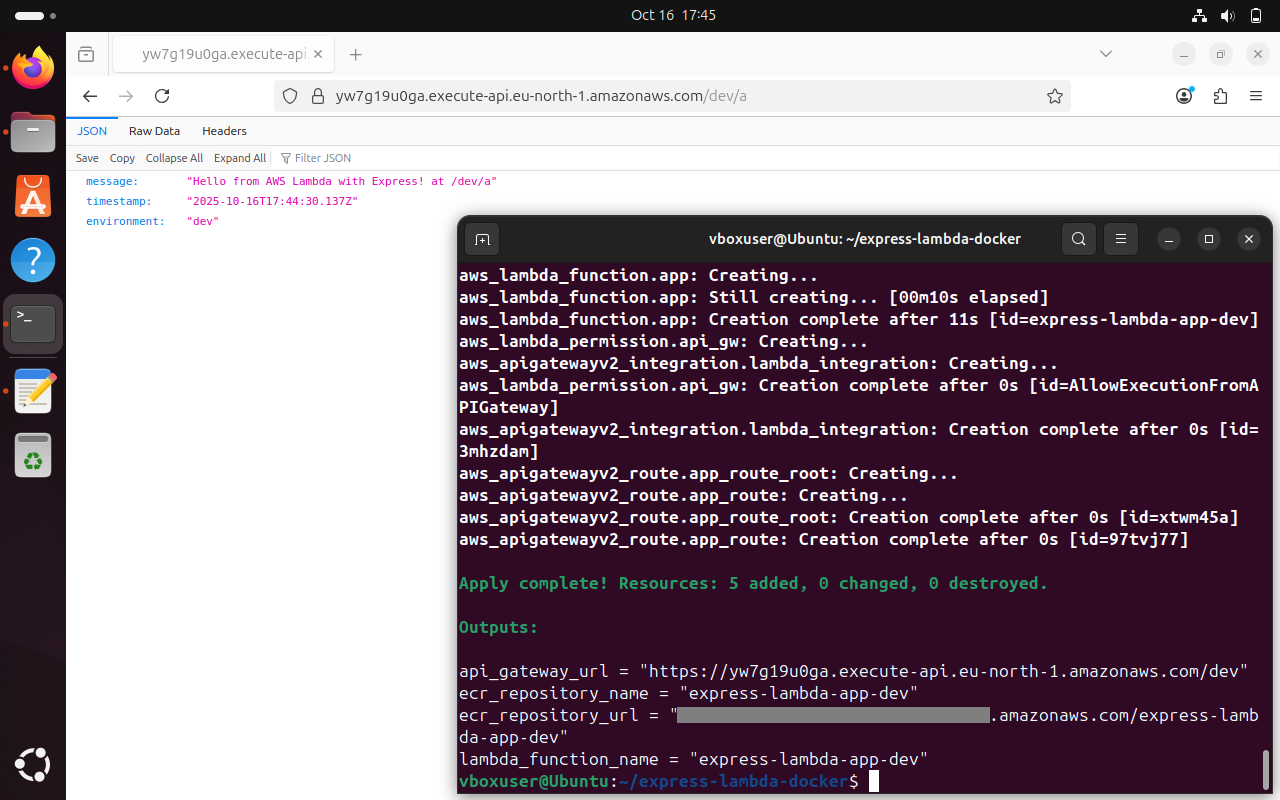 Oct 16 17:45
yw7g19u0ga.execute-api
yw7g19u0ga.execute-api.eu-north-1.amazonaws.com/dev/a
JSON Raw Data Headers
Save Copy Collapse All Expand All Filter JSON
message: "Hello from AWS Lambda with Express! at /dev/a"
timestamp: "2025-10-16T17:44:30.137Z"
environment: "dev"
vboxuser@Ubuntu: ~/express-lambda-docker
aws_lambda_function.app: Creating...
aws_lambda_function.app: Still creating... [00m10s elapsed]
aws_lambda_function.app: Creation complete after 11s [id=express-lambda-app-dev]
aws_lambda_permission.api_gw: Creating...
aws_apigatewayv2_integration.lambda_integration: Creating...
aws_lambda_permission.api_gw: Creation complete after 0s [id=AllowExecutionFromA
PIGateway]
aws_apigatewayv2_integration.lambda_integration: Creation complete after 0s [id=
3mhzdam]
aws_apigatewayv2_route.app_route_root: Creating...
aws_apigatewayv2_route.app_route: Creating...
aws_apigatewayv2_route.app_route_root: Creation complete after 0s [id=xtwm45a]
aws_apigatewayv2_route.app_route: Creation complete after 0s [id=97tvj77]
Apply complete! Resources: 5 added, 0 changed, 0 destroyed.
Outputs:
api_gateway_url = "https://yw7g19u0ga.execute-api.eu-north-1.amazonaws.com/dev"
ecr_repository_name = "express-lambda-app-dev"
ecr_repository_url = " .amazonaws.com/express-lamb
da-app-dev"
lambda_function_name = "express-lambda-app-dev"
vboxuser@Ubuntu:~/express-lambda-docker$